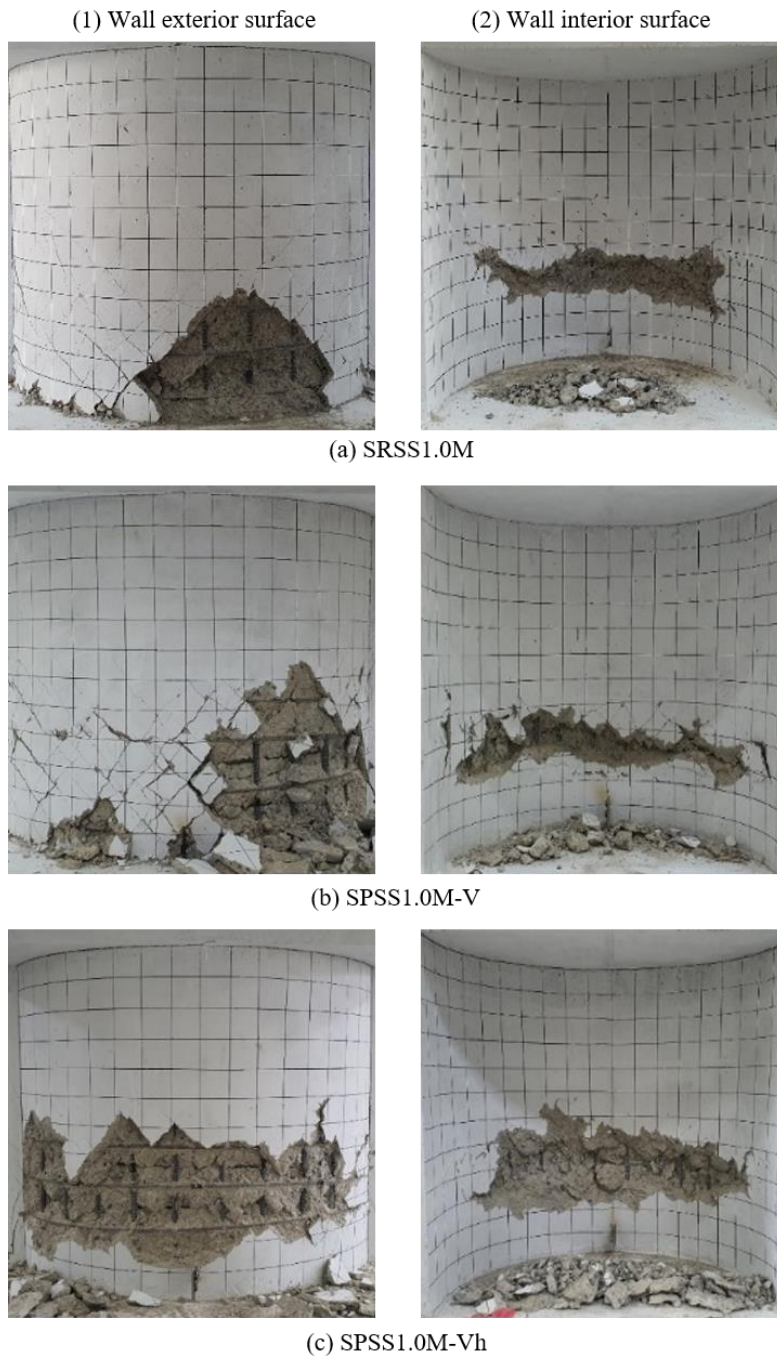 (1) Wall exterior surface
(2) Wall interior surface
(a) SRSS1.0M
(b) SPSS1.0M-V
(c) SPSS1.0M-Vh